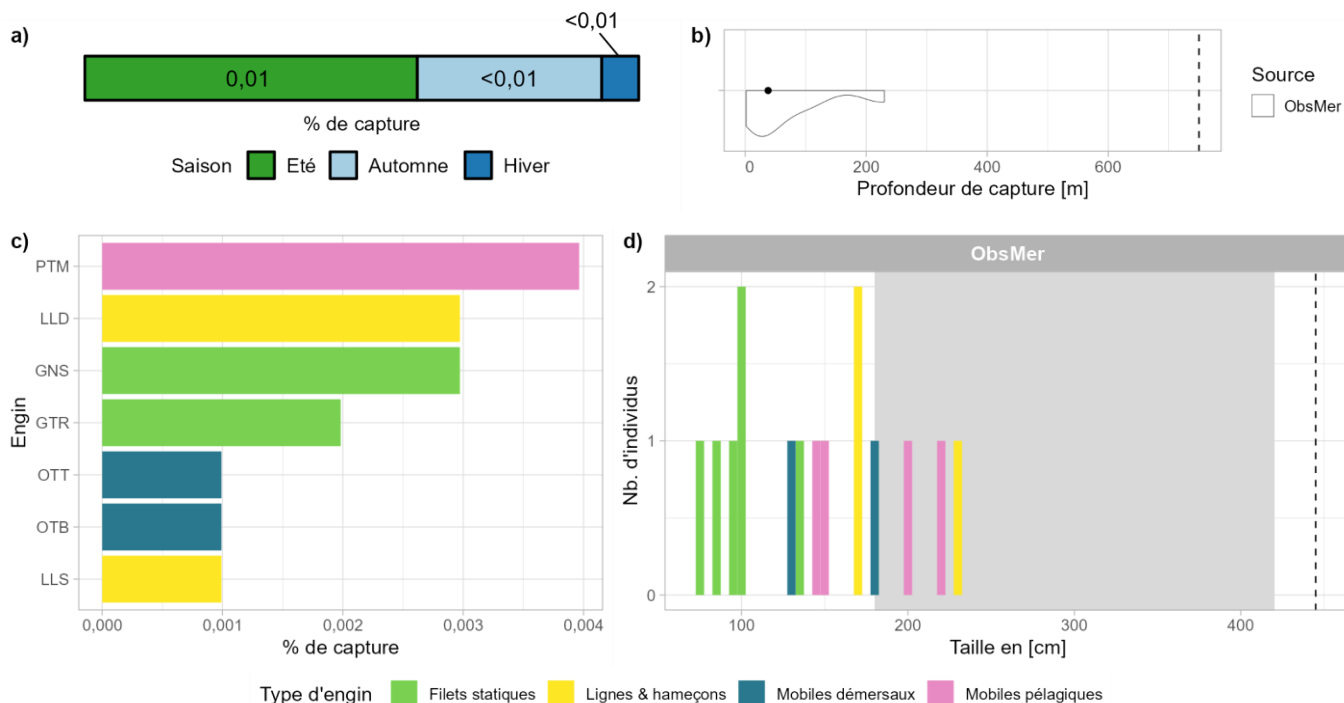 a)
<0,01
0,01
<0,01
% de capture
Saison Eté Automne Hiver
b)
0 200 400 600
Profondeur de capture [m]
Source
ObsMer
c)
PTM
LLD
GNS
GTR
OTT
OTB
LLS
Engin
0,000 0,001 0,002 0,003 0,004
% de capture
d)
ObsMer
2
1
0
Nb. d'individus
100 200 300 400
Taille en [cm]
Type d'engin Filets statiques Lignes & hameçons Mobiles démersaux Mobiles pélagiques